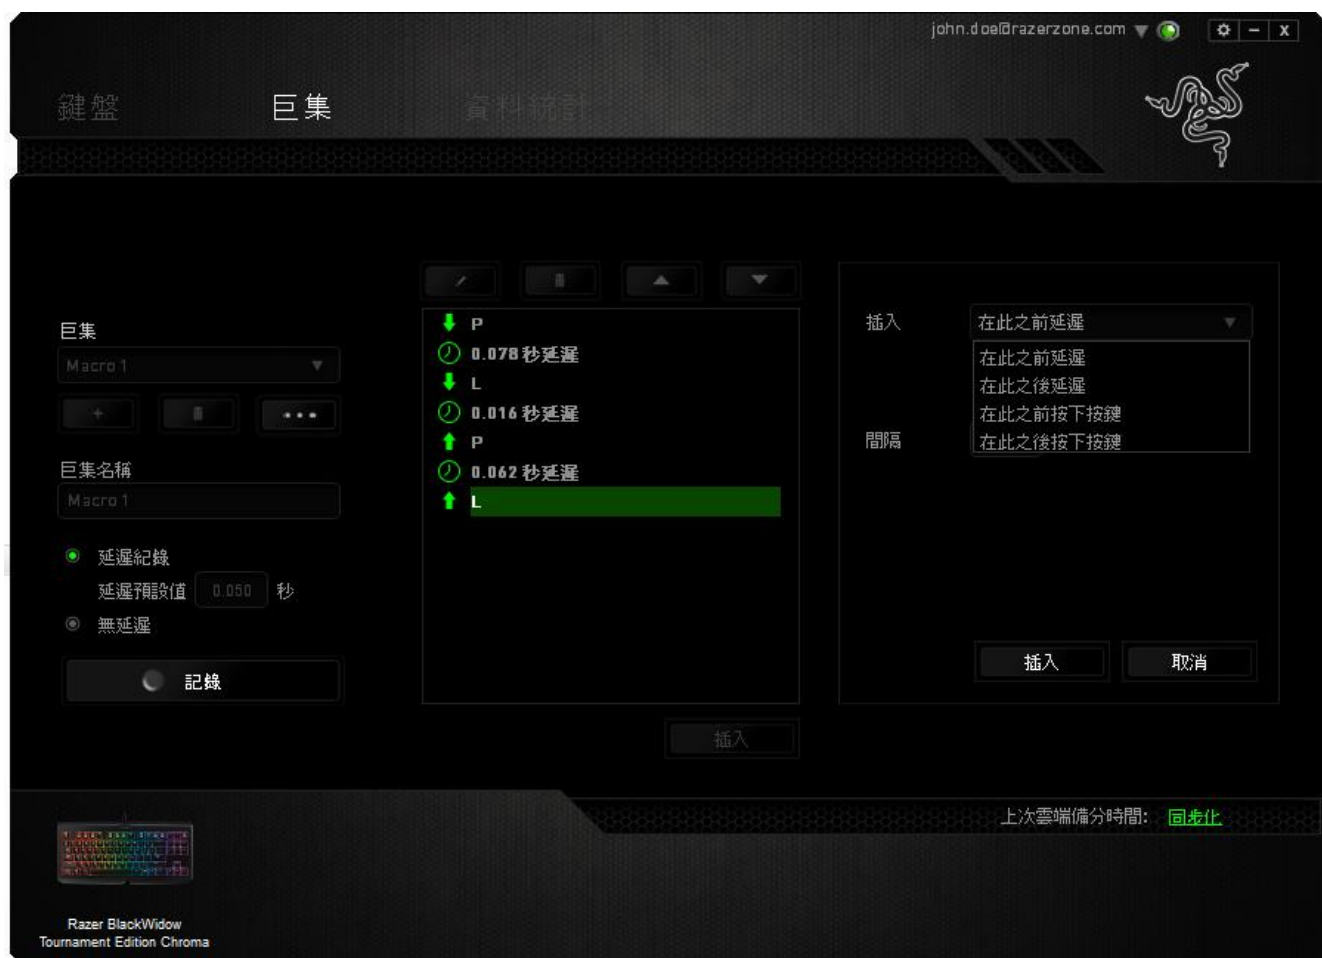 john.doe@razerzone.com
鍵盤
巨集
資料統計
巨集
Macro 1
巨集名稱
Macro 1
延遲紀錄
延遲預設值 0.050 秒
無延遲
記錄
P
0.078 秒延遲
L
0.016 秒延遲
P
0.062 秒延遲
L
插入
插入
在此之前延遲
在此之前延遲
在此之後延遲
在此之前按下按鍵
在此之後按下按鍵
間隔
插入
取消
上次雲端備分時間: 同步化
Razer BlackWidow
Tournament Edition Chroma